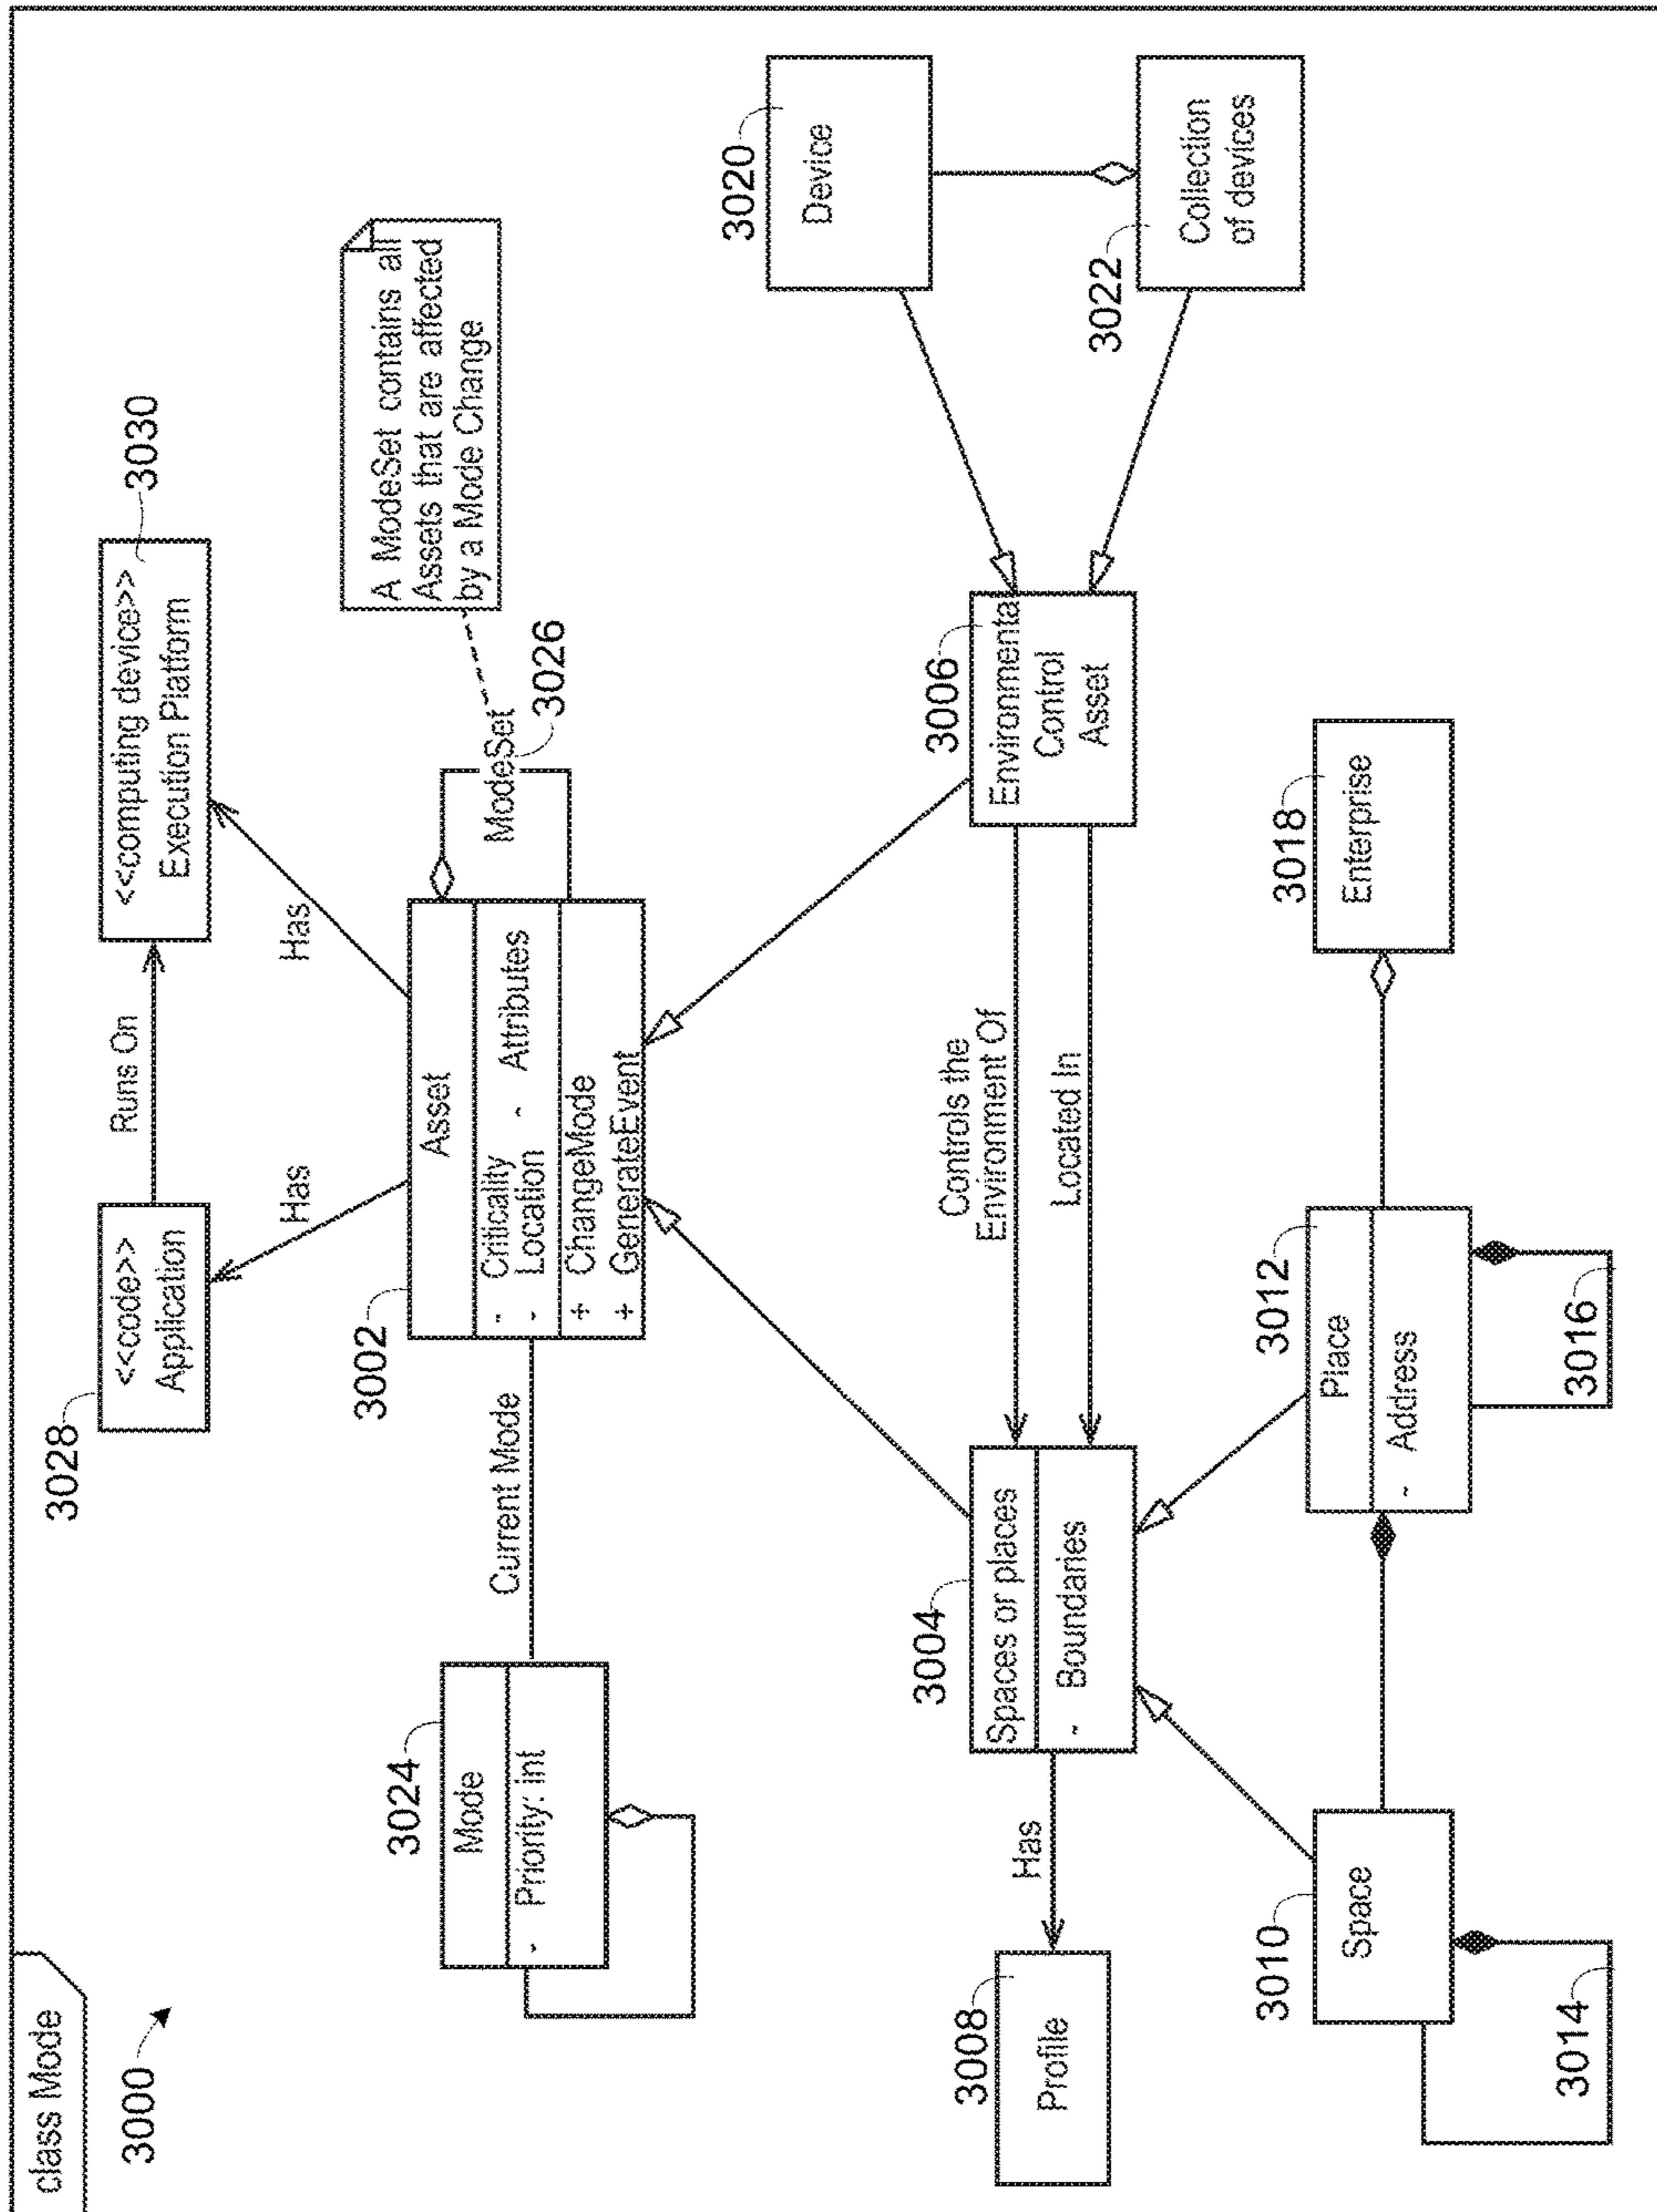 class Mode
3000
3028
<<code>>
Application
Runs On
<<computing device>>
Execution Platform
3030
Has
Has
3024
Mode
- Priority: int
Current Mode
3002
Asset
- Criticality
- Location
~ Attributes
+ ChangeMode
+ GenerateEvent
ModeSet
3026
A ModeSet contains all
Assets that are affected
by a Mode Change
3008
Profile
Has
3004
Spaces or places
~ Boundaries
Controls the
Environment Of
Located In
3006
Environmenta
Control
Asset
3020
Device
3022
Collection
of devices
3010
Space
3014
3012
Place
~ Address
3016
3018
Enterprise